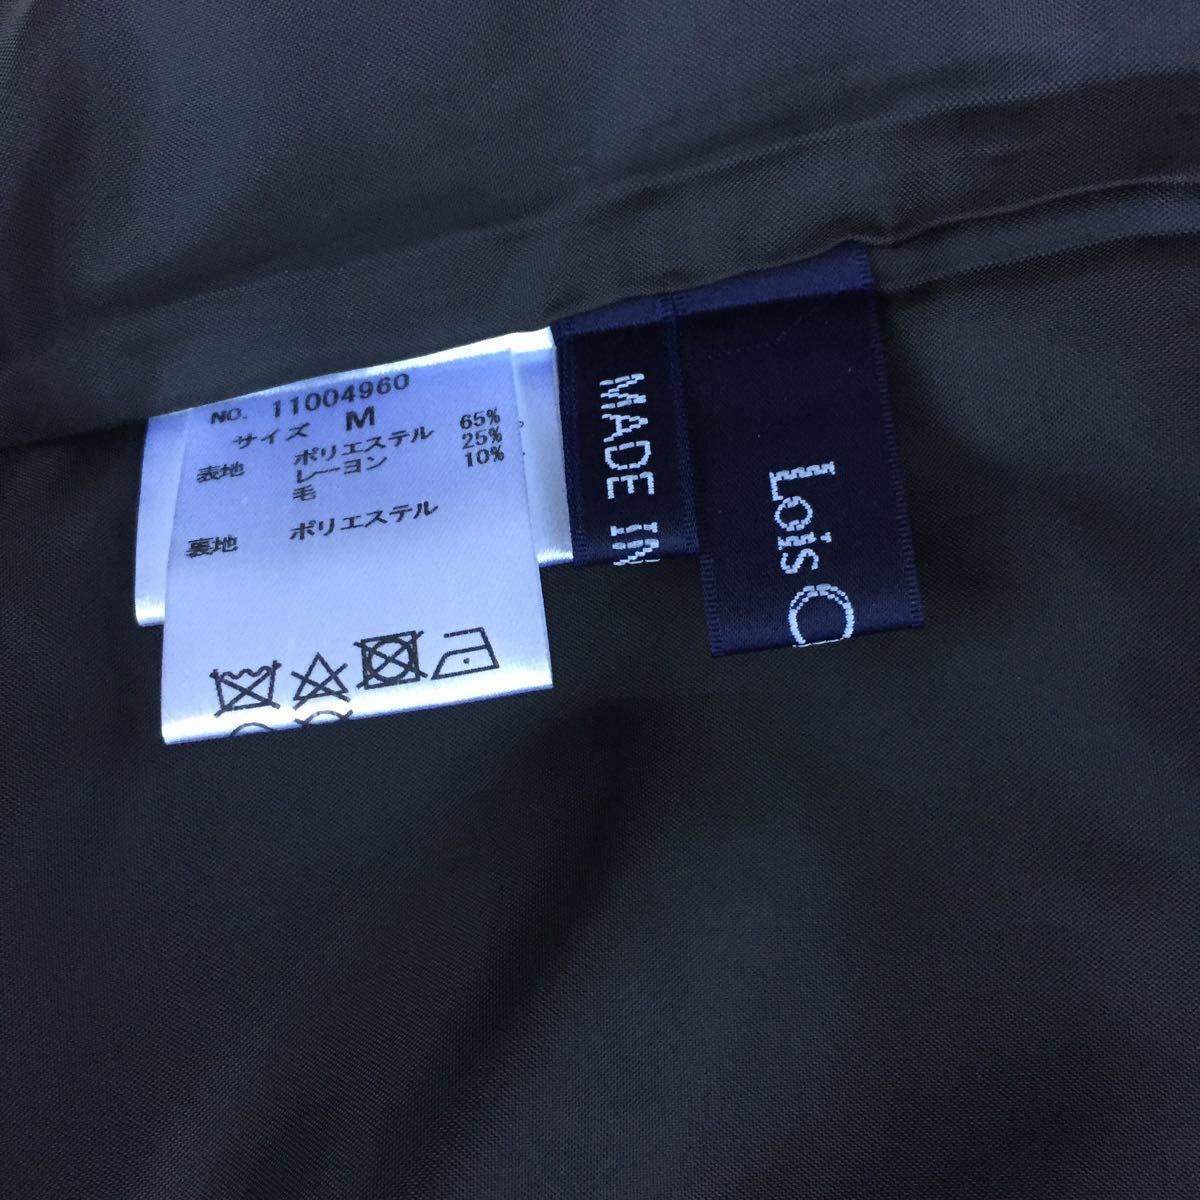 NO. 11004960
サイズ M
表地 ポリエステル 65%
レーヨン 25%
毛 10%
裏地 ポリエステル
MADE IN
Lois